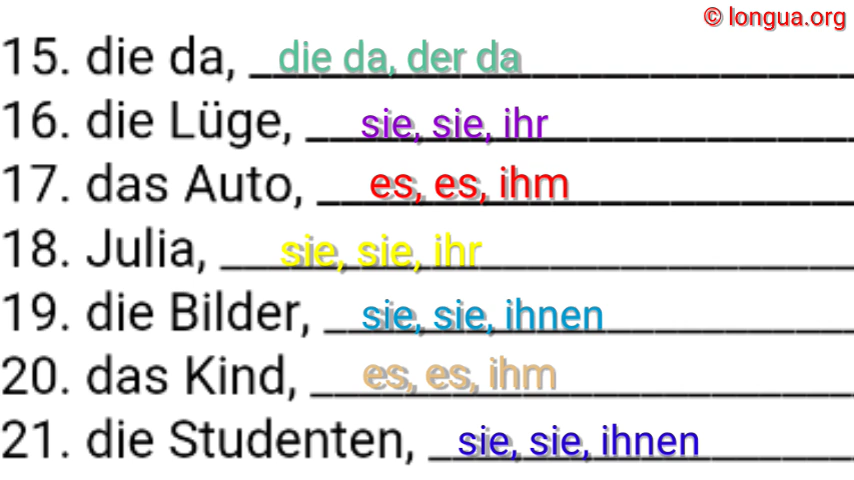 © longua.org
15. die da, die da, der da
16. die Lüge, sie, sie, ihr
17. das Auto, es, es, ihm
18. Julia, sie, sie, ihr
19. die Bilder, sie, sie, ihnen
20. das Kind, es, es, ihm
21. die Studenten, sie, sie, ihnen